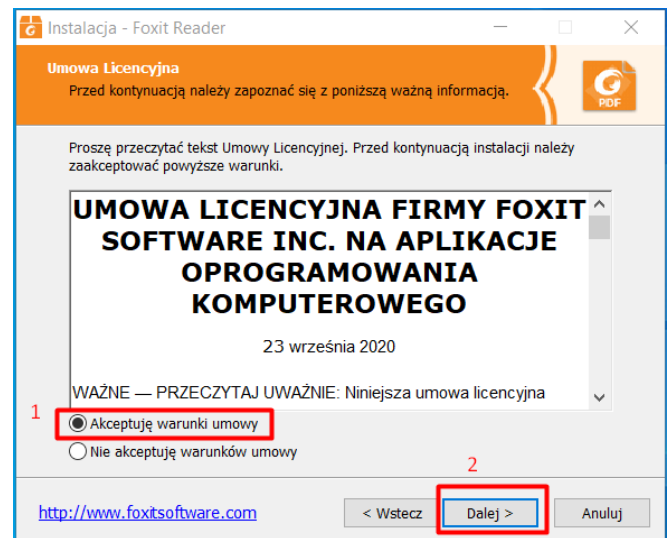 Instalacja - Foxit Reader
Umowa Licencyjna
Przed kontynuacją należy zapoznać się z poniższą ważną informacją.
PDF
Proszę przeczytać tekst Umowy Licencyjnej. Przed kontynuacją instalacji należy
zaakceptować powyższe warunki.
UMOWA LICENCYJNA FIRMY FOXIT
SOFTWARE INC. NA APLIKACJE
OPROGRAMOWANIA
KOMPUTEROWEGO
23 września 2020
WAŻNE — PRZECZYTAJ UWAŻNIE: Niniejsza umowa licencyjna
1
Akceptuję warunki umowy
Nie akceptuję warunków umowy
2
http://www.foxitsoftware.com
< Wstecz
Dalej >
Anuluj